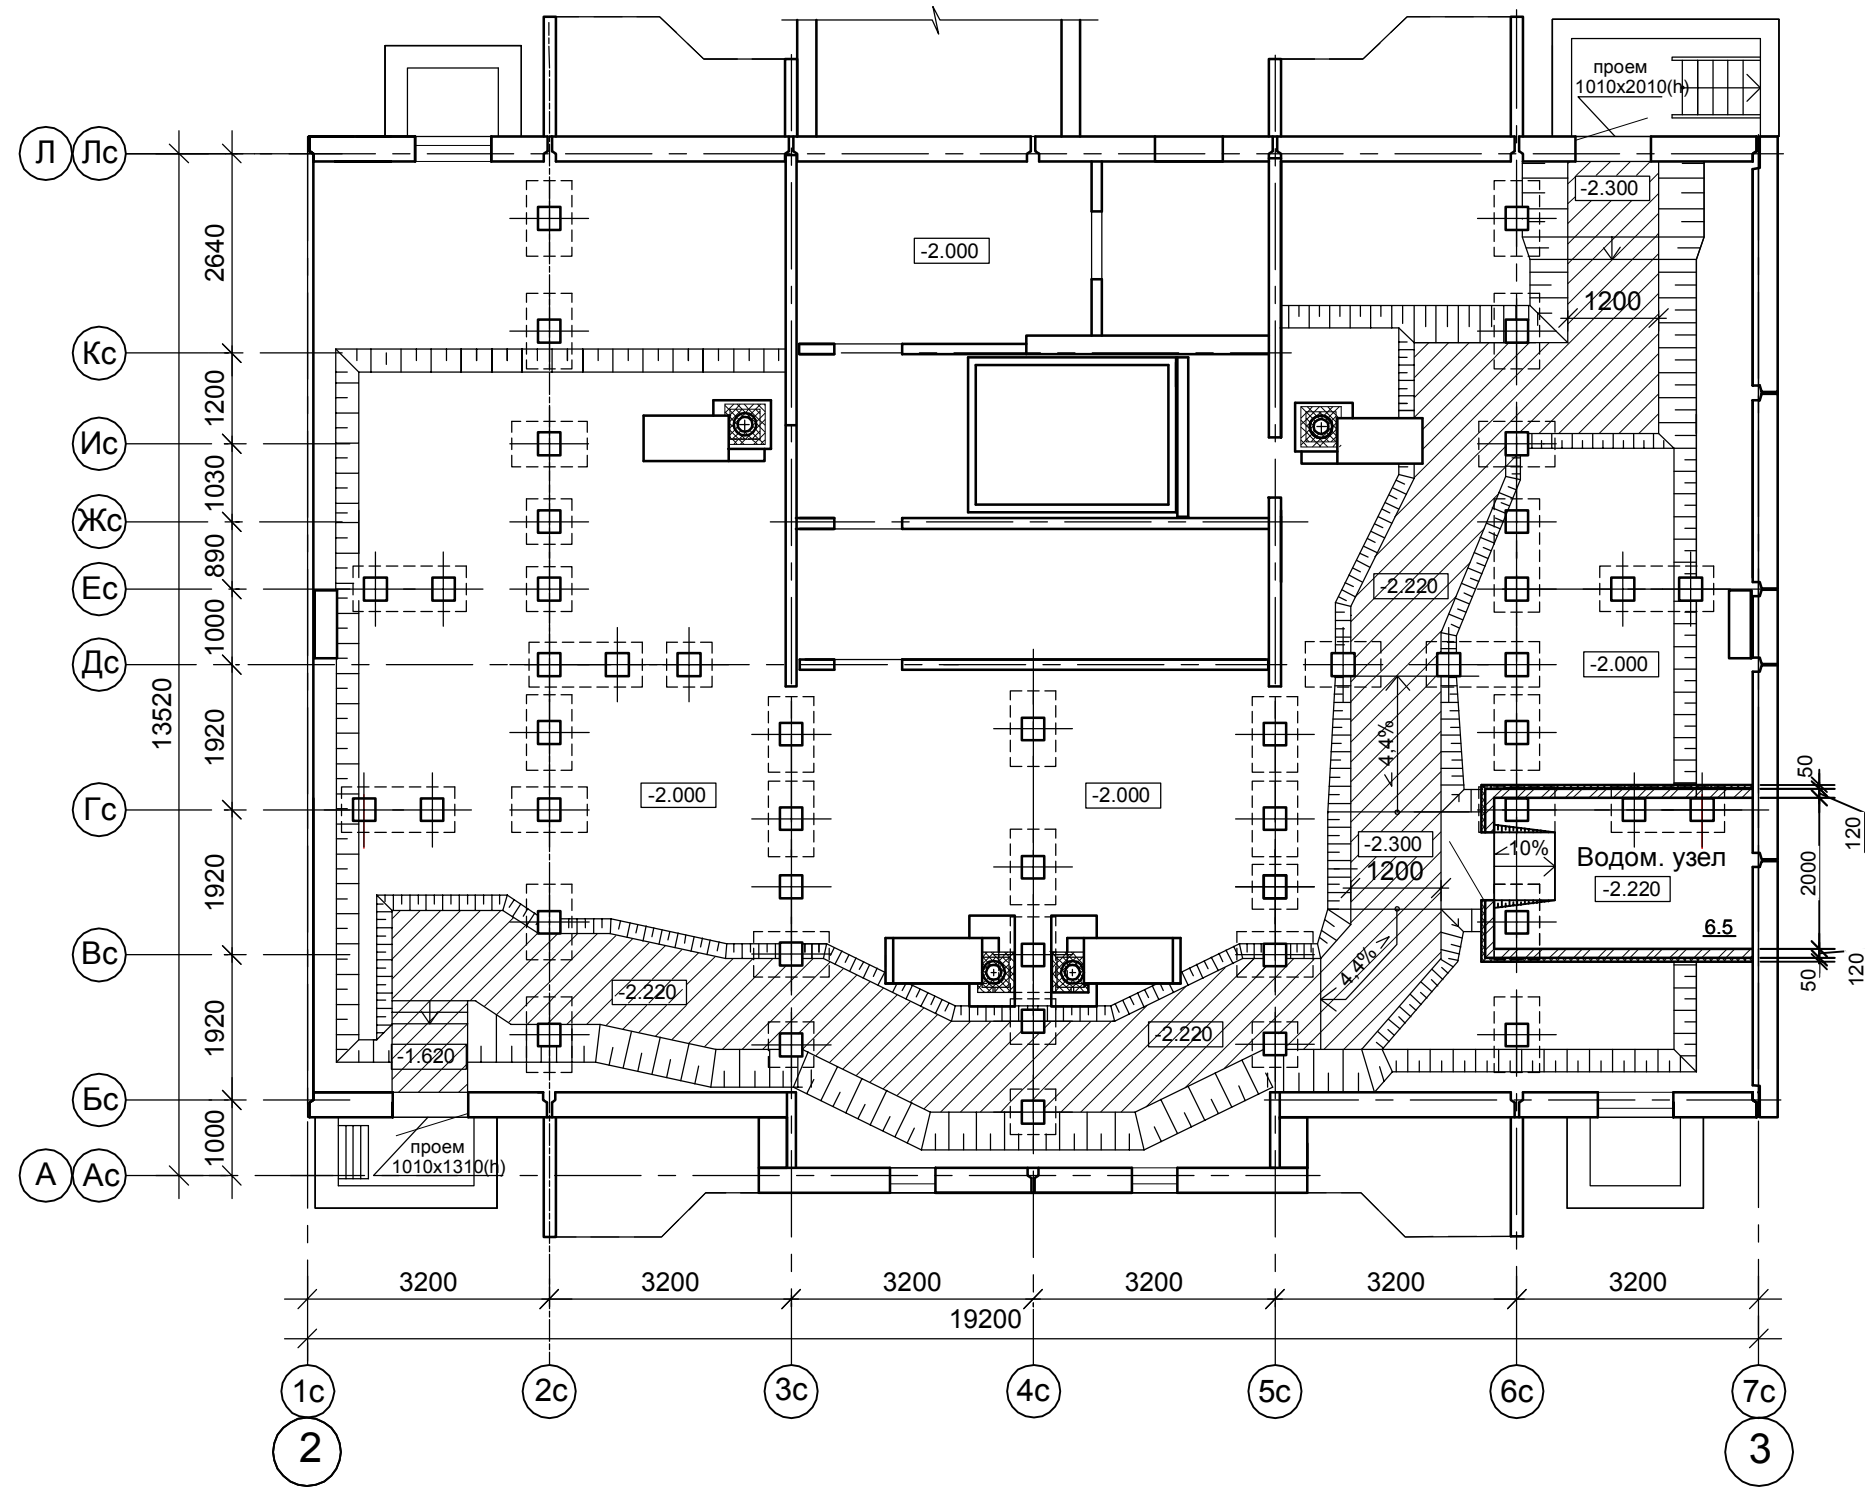 проем
1010х2010(h)
Л
Лс
-2.300
-2.000
2640
1200
Кс
1200
Ис
1030
Жс
890
Ес
-2.220
1000
Дс
-2.000
13520
1920
4,4%
50
Гс
-2.000
-2.000
120
-2.300
10%
Водом. узел
1200
2000
-2.220
1920
6.5
Вс
4,4%
50
120
-2.220
1920
-2.220
-1.620
Бс
1000
проем
1010х1310(h)
А
Ас
3200
3200
3200
3200
3200
3200
19200
1с
2с
3с
4с
5с
6с
7с
2
3